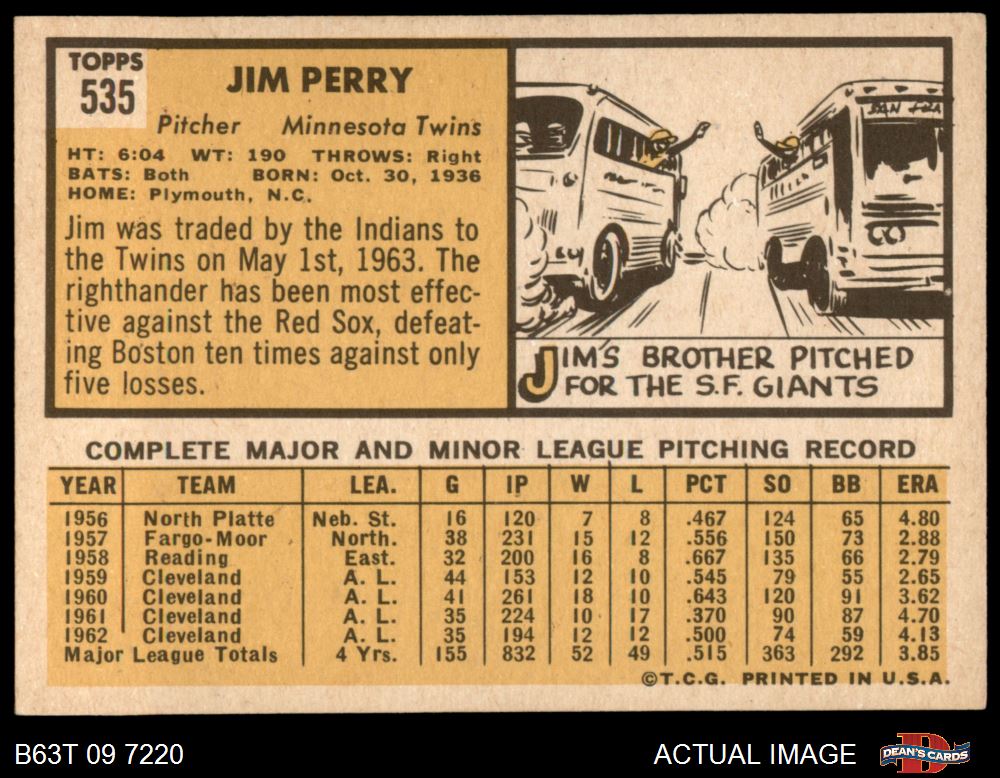 TOPPS
535
JIM PERRY
Pitcher Minnesota Twins
HT: 6:04 WT: 190 THROWS: Right
BATS: Both BORN: Oct. 30, 1936
HOME: Plymouth, N.C.
Jim was traded by the Indians to
the Twins on May 1st, 1963. The
righthander has been most effec-
tive against the Red Sox, defeat-
ing Boston ten times against only
five losses.
SAN FRA
JIM'S BROTHER PITCHED
FOR THE S.F. GIANTS
COMPLETE MAJOR AND MINOR LEAGUE PITCHING RECORD
YEAR TEAM LEA. G IP W L PCT SO BB ERA
1956 North Platte Neb. St. 16 120 7 8 .467 124 65 4.80
1957 Fargo-Moor North. 38 231 15 12 .556 150 73 2.88
1958 Reading East. 32 200 16 8 .667 135 66 2.79
1959 Cleveland A. L. 44 153 12 10 .545 79 55 2.65
1960 Cleveland A. L. 41 261 18 10 .643 120 91 3.62
1961 Cleveland A. L. 35 224 10 17 .370 90 87 4.70
1962 Cleveland A. L. 35 194 12 12 .500 74 59 4.13
Major League Totals 4 Yrs. 155 832 52 49 .515 363 292 3.85
©T.C.G. PRINTED IN U.S.A.
B63T 09 7220
ACTUAL IMAGE
DEAN'S CARDS